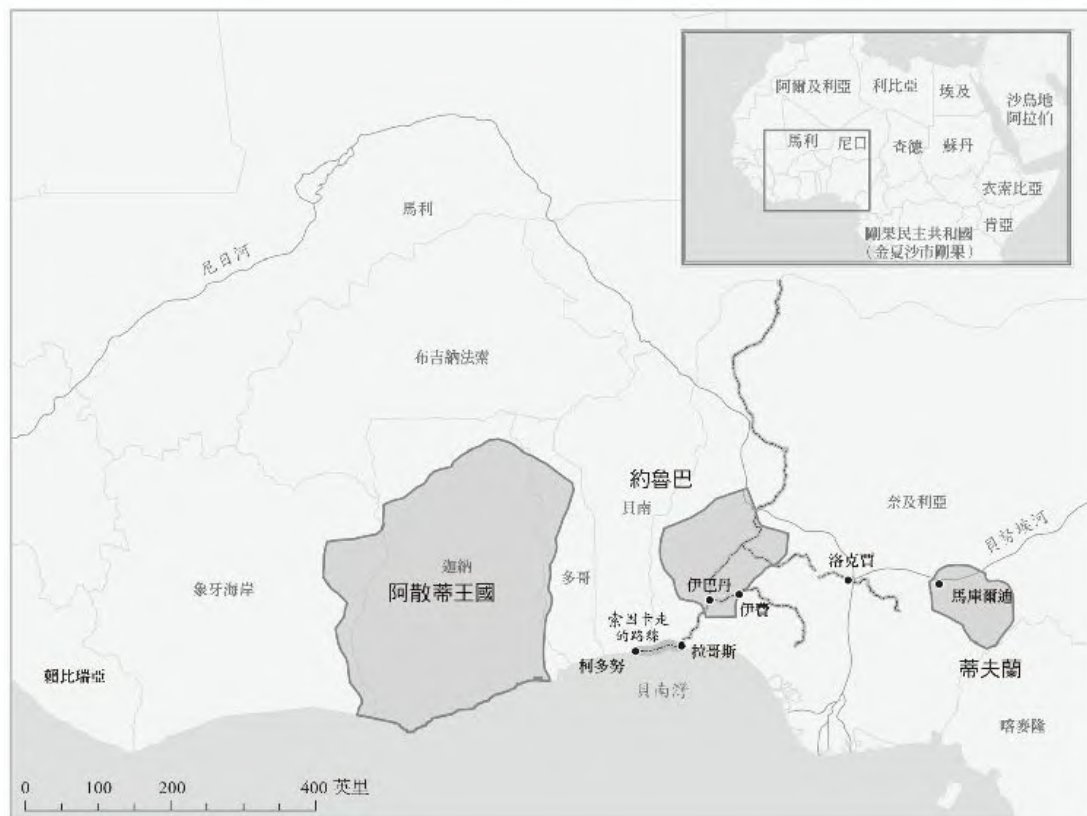 阿爾及利亞
利比亞
埃及
沙烏地
阿拉伯
馬利
尼日
查德
蘇丹
衣索比亞
肯亞
剛果民主共和國
(金夏沙市剛果)
馬利
尼日河
布吉納法索
約魯巴
貝南
奈及利亞
貝努埃河
洛克賈
馬庫爾迪
伊巴丹
伊費
迦納
阿散蒂王國
多哥
象牙海岸
索因卡走
的路線
柯多努
拉哥斯
蒂夫蘭
賴比瑞亞
貝南灣
喀麥隆
0 100 200 400 英里